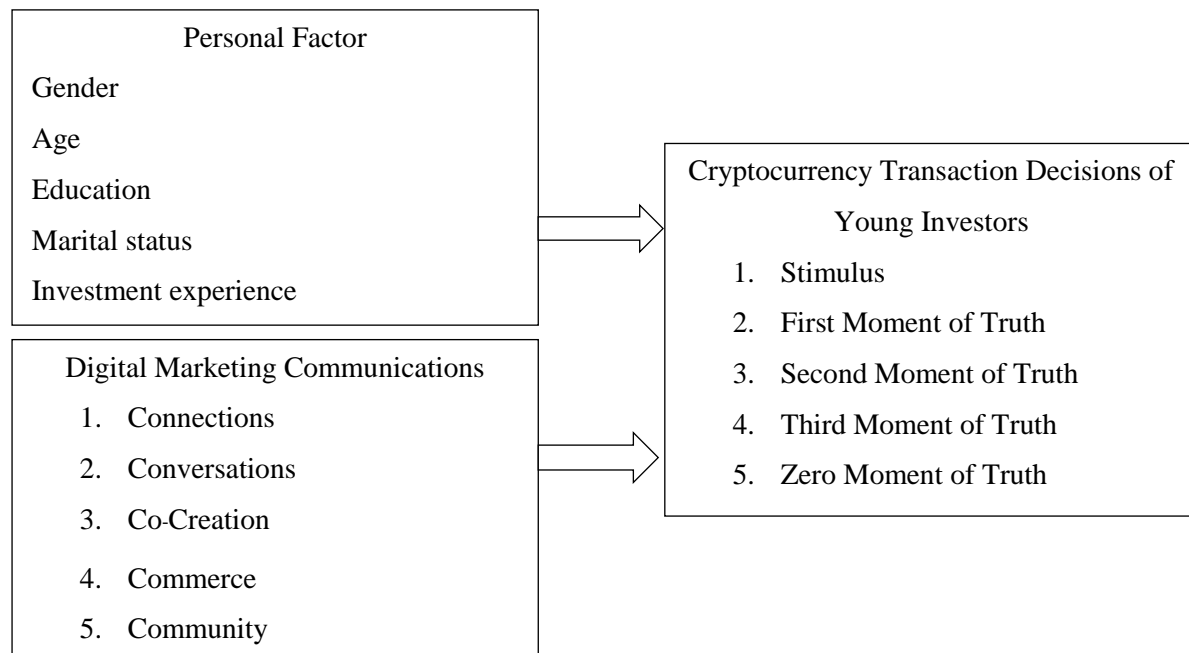 Personal Factor
Gender
Age
Education
Marital status
Investment experience
Digital Marketing Communications
1. Connections
2. Conversations
3. Co-Creation
4. Commerce
5. Community
Cryptocurrency Transaction Decisions of
Young Investors
1. Stimulus
2. First Moment of Truth
3. Second Moment of Truth
4. Third Moment of Truth
5. Zero Moment of Truth